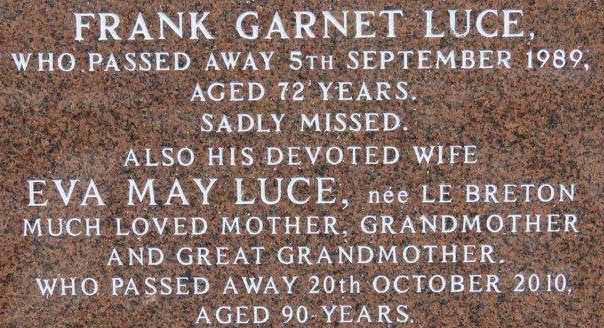 FRANK GARNET LUCE,
WHO PASSED AWAY 5TH SEPTEMBER 1989,
AGED 72 YEARS.
SADLY MISSED.
ALSO HIS DEVOTED WIFE
EVA MAY LUCE, née LE BRETON
MUCH LOVED MOTHER, GRANDMOTHER
AND GREAT GRANDMOTHER.
WHO PASSED AWAY 20th OCTOBER 2010,
AGED 90 YEARS.